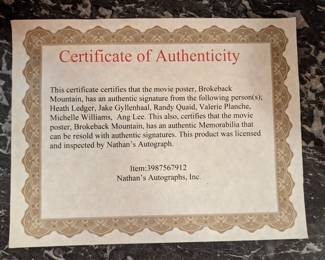 Certificate of Authenticity
This certificate certifies that the movie poster, Brokeback
Mountain, has an authentic signature from the following person(s);
Heath Ledger, Jake Gyllenhaal, Randy Quaid, Valerie Planche,
Michelle Williams, Ang Lee. This also, certifies that the movie
poster, Brokeback Mountain, has an authentic Memorabilia that
can be resold with authentic signatures. This product was licensed
and inspected by Nathan's Autograph.
Item:3987567912
Nathan's Autographs, Inc.